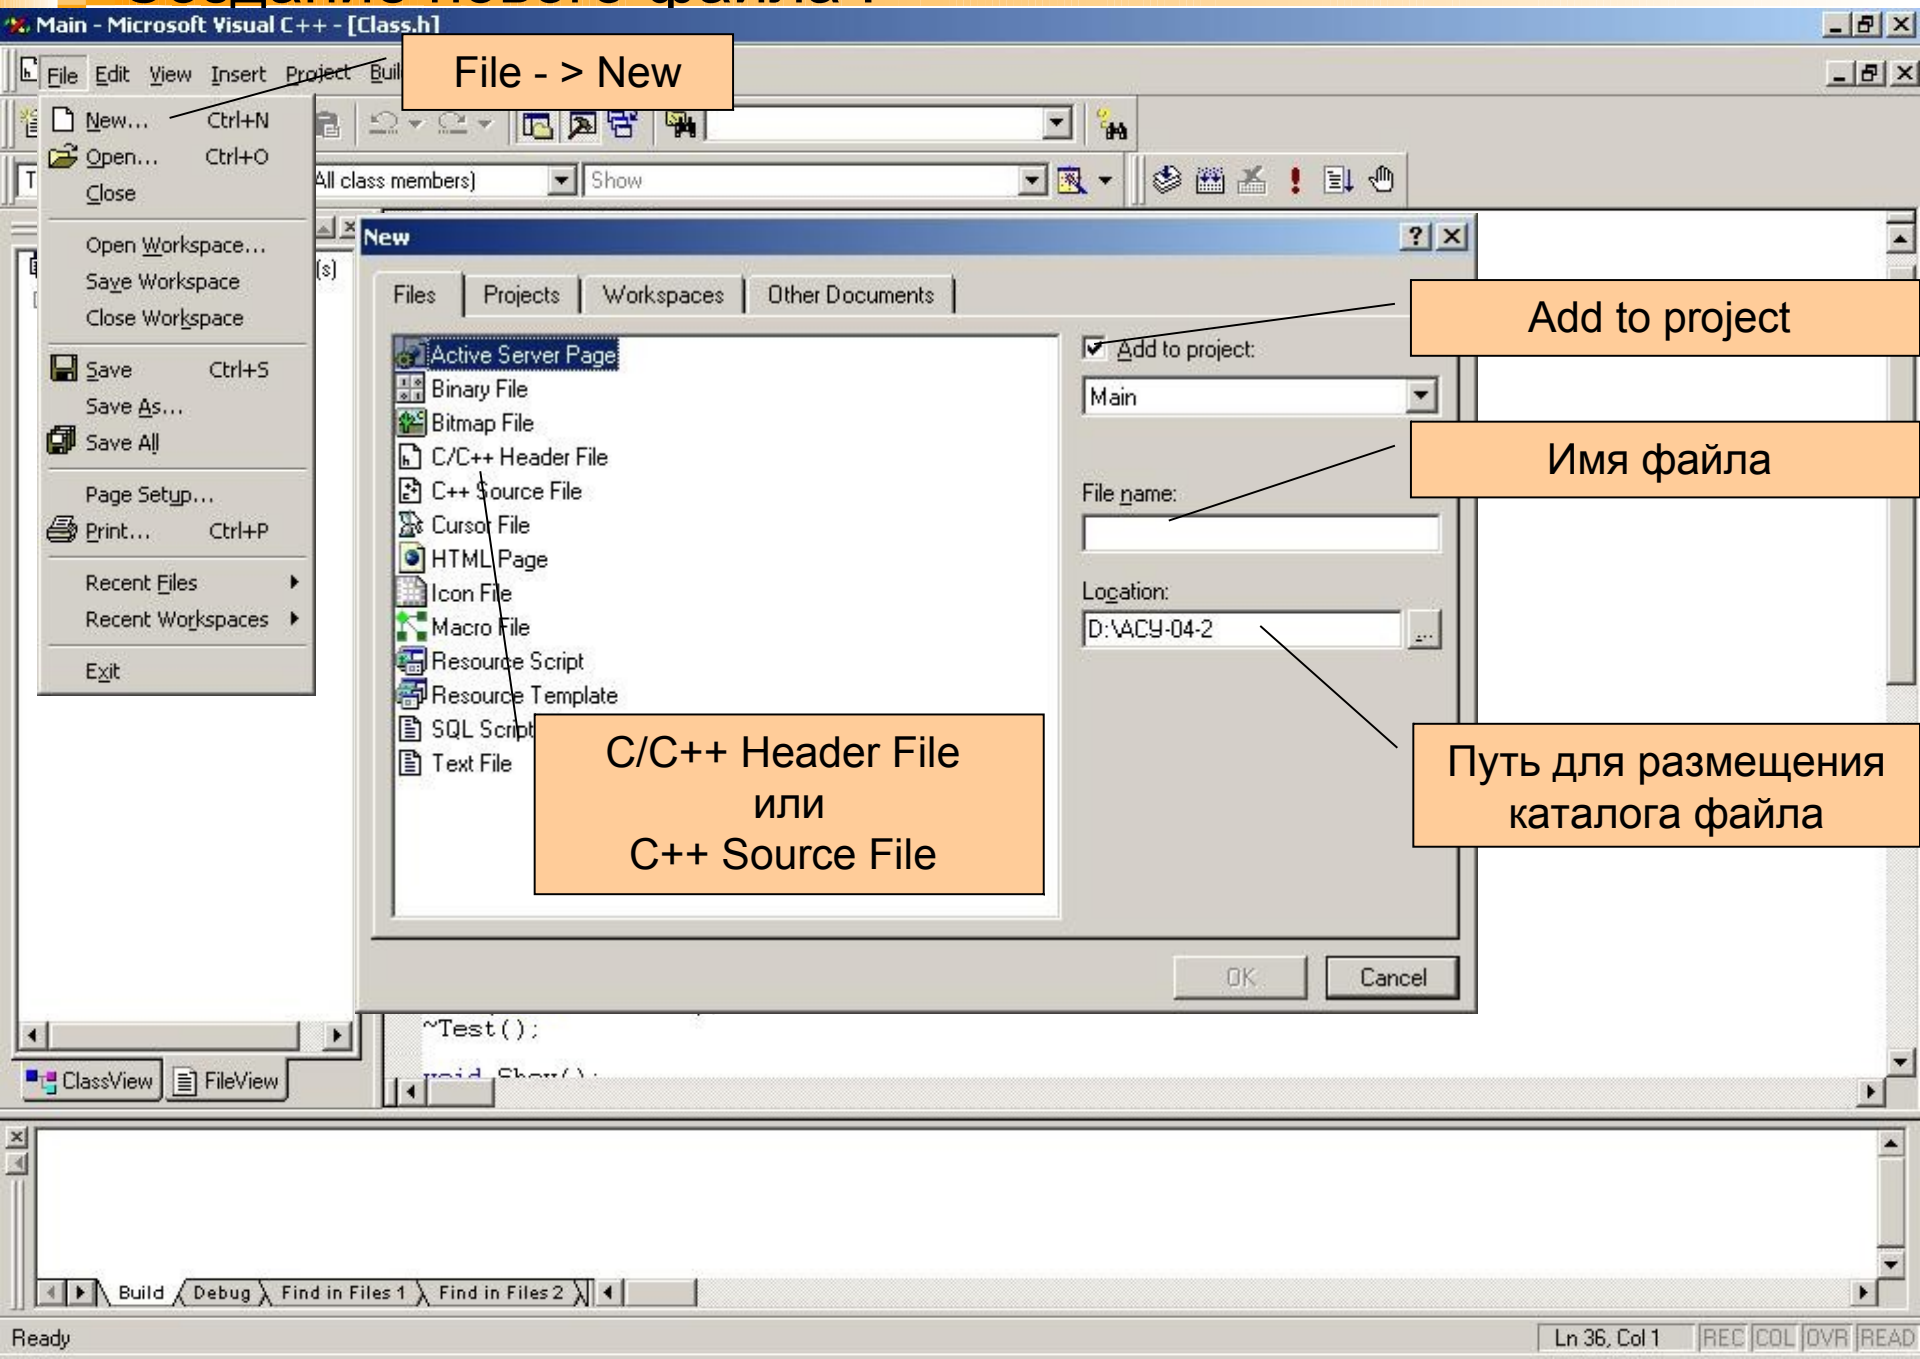 Создание нового файла :
Main - Microsoft Visual C++ - [Class.h]
File Edit View Insert Project Buil
File - > New
New... Ctrl+N
Open... Ctrl+O
Close
Open Workspace...
Save Workspace
Close Workspace
Save Ctrl+S
Save As...
Save All
Page Setup...
Print... Ctrl+P
Recent Files
Recent Workspaces
Exit
All class members)
Show
(s)
New
Files Projects Workspaces Other Documents
Active Server Page
Binary File
Bitmap File
C/C++ Header File
C++ Source File
Cursor File
HTML Page
Icon File
Macro File
Resource Script
Resource Template
SQL Script
Text File
C/C++ Header File
или
C++ Source File
Add to project:
Main
File name:
Location:
D:\АСУ-04-2
...
Add to project
Имя файла
Путь для размещения
каталога файла
OK Cancel
~Test();
void Show();
ClassView FileView
Build Debug Find in Files 1 Find in Files 2
Ready
Ln 36, Col 1 REC COL OVR READ